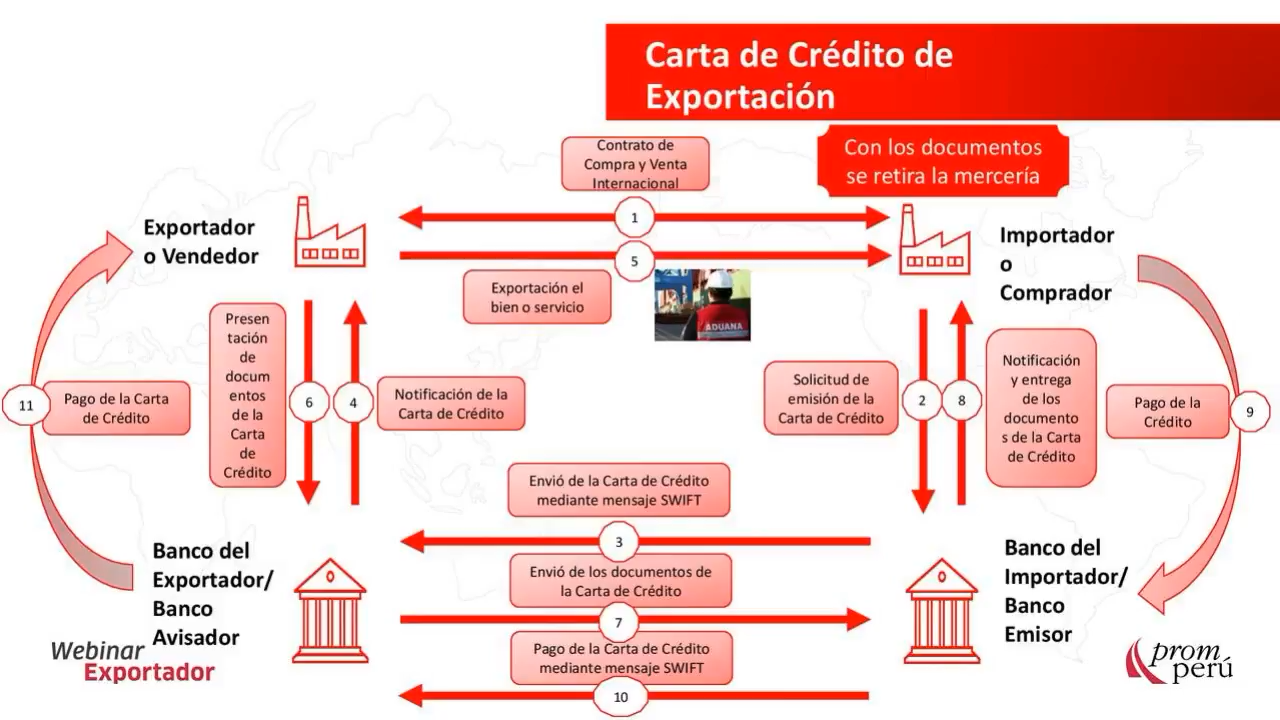 Carta de Crédito de
Exportación
Contrato de
Compra y Venta
Internacional
Con los documentos
se retira la mercería
1
Exportador
o Vendedor
Importador
o
Comprador
5
Exportación el
bien o servicio
ADUANA
Presen
tación
de
docum
entos
de la
Carta
de
Crédito
6
4
Notificación de la
Carta de Crédito
Solicitud de
emisión de la
Carta de Crédito
2
8
Notificación
y entrega
de los
documento
s de la Carta
de Crédito
11
Pago de la Carta
de Crédito
Pago de la
Crédito
9
Envió de la Carta de Crédito
mediante mensaje SWIFT
3
Envió de los documentos de
la Carta de Crédito
7
Pago de la Carta de Crédito
mediante mensaje SWIFT
10
Banco del
Exportador/
Banco
Avisador
Banco del
Importador/
Banco
Emisor
Webinar
Exportador
prom
perú